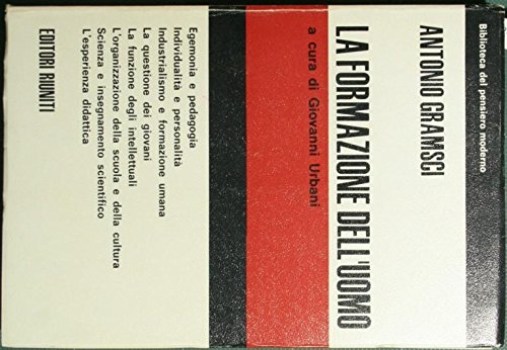 Biblioteca del pensiero moderno
ANTONIO GRAMSCI
LA FORMAZIONE DELL'UOMO
a cura di Giovanni Urbani
Egemonia e pedagogia
Individualità e personalità
Industrialismo e formazione umana
La questione dei giovani
La funzione degli intellettuali
L'organizzazione della scuola e della cultura
Scienza e insegnamento scientifico
L'esperienza didattica
EDITORI RIUNITI